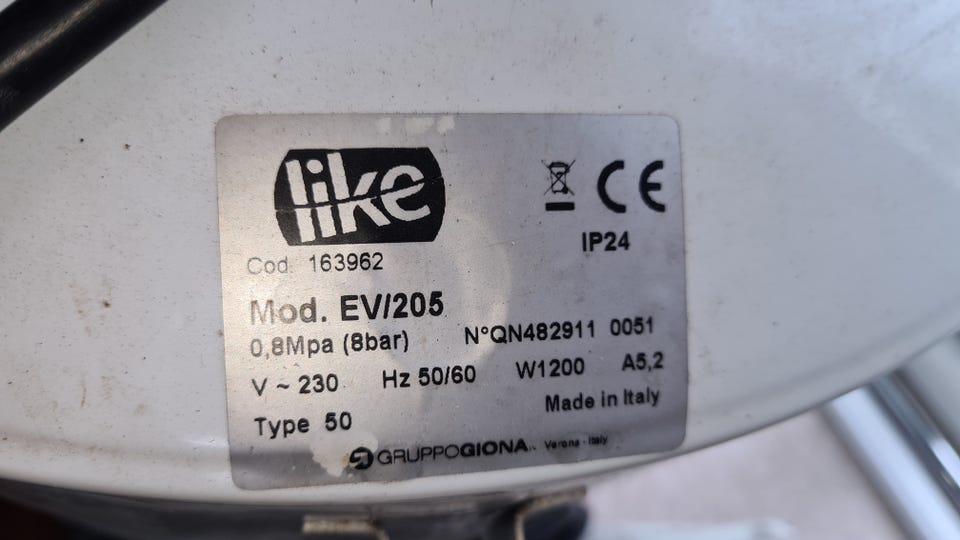 like
CE
IP24
Cod. 163962
Mod. EV/205
0,8Mpa (8bar) N°QN482911 0051
V ~ 230 Hz 50/60 W1200 A5,2
Type 50 Made in Italy
GRUPPOGIONA Verona - Italy